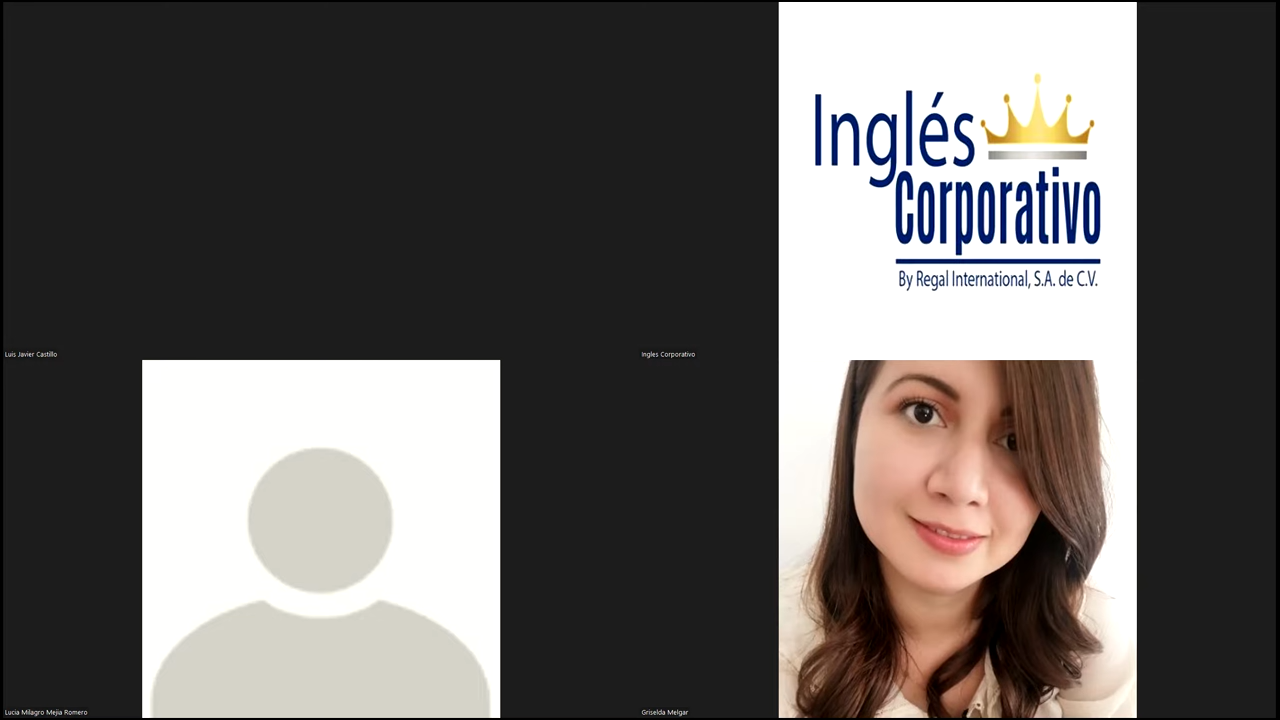 Inglés
Corporativo
By Regal International, S.A. de C.V.
Luis Javier Castillo
Ingles Corporativo
Lucia Milagro Mejia Romero
Griselda Melgar